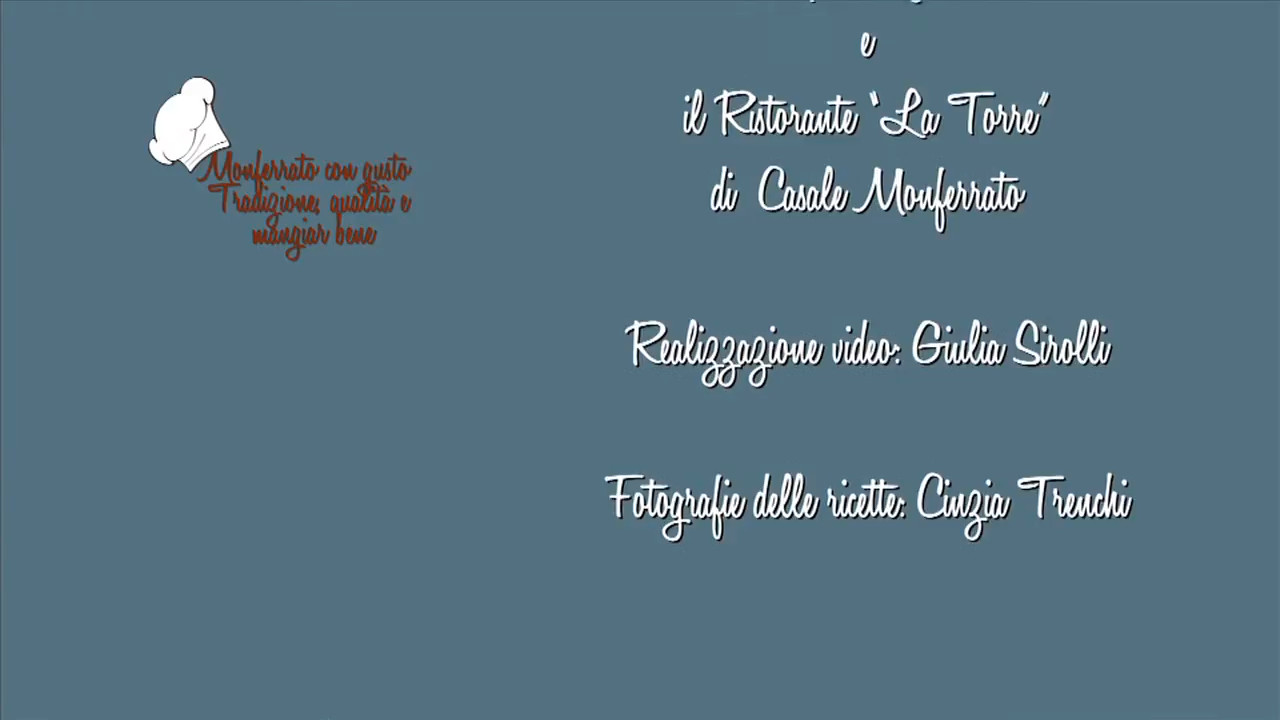 e
il Ristorante "La Torre"
di Casale Monferrato
Monferrato con gusto
Tradizione, qualità e
mangiar bene
Realizzazione video: Giulia Sirolli
Fotografie delle ricette: Cinzia Trenchi